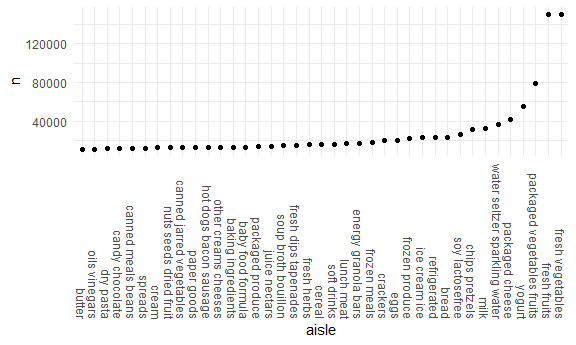 120000
80000
40000
n
butter
oils vinegars
dry pasta
candy chocolate
canned meals beans
spreads
cream
nuts seeds dried fruit
canned jarred vegetables
paper goods
hot dogs bacon sausage
other creams cheeses
baking ingredients
baby food formula
packaged produce
juice nectars
soup broth bouillon
fresh dips tapenades
fresh herbs
cereal
soft drinks
lunch meat
energy granola bars
frozen meals
crackers
eggs
frozen produce
ice cream ice
refrigerated
bread
soy lactosefree
chips pretzels
milk
water seltzer sparkling water
packaged cheese
yogurt
packaged vegetables fruits
fresh fruits
fresh vegetables
aisle